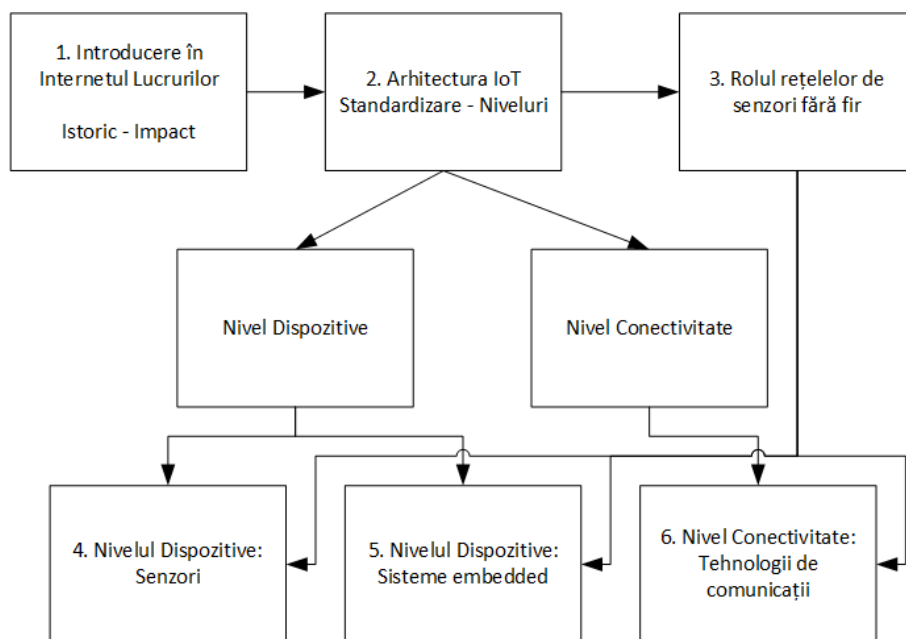 1. Introducere în
Internetul Lucrurilor
Istoric - Impact
2. Arhitectura IoT
Standardizare - Niveluri
3. Rolul rețelelor de
senzori fără fir
Nivel Dispozitive
Nivel Conectivitate
4. Nivelul Dispozitive:
Senzori
5. Nivelul Dispozitive:
Sisteme embedded
6. Nivel Conectivitate:
Tehnologii de
comunicații